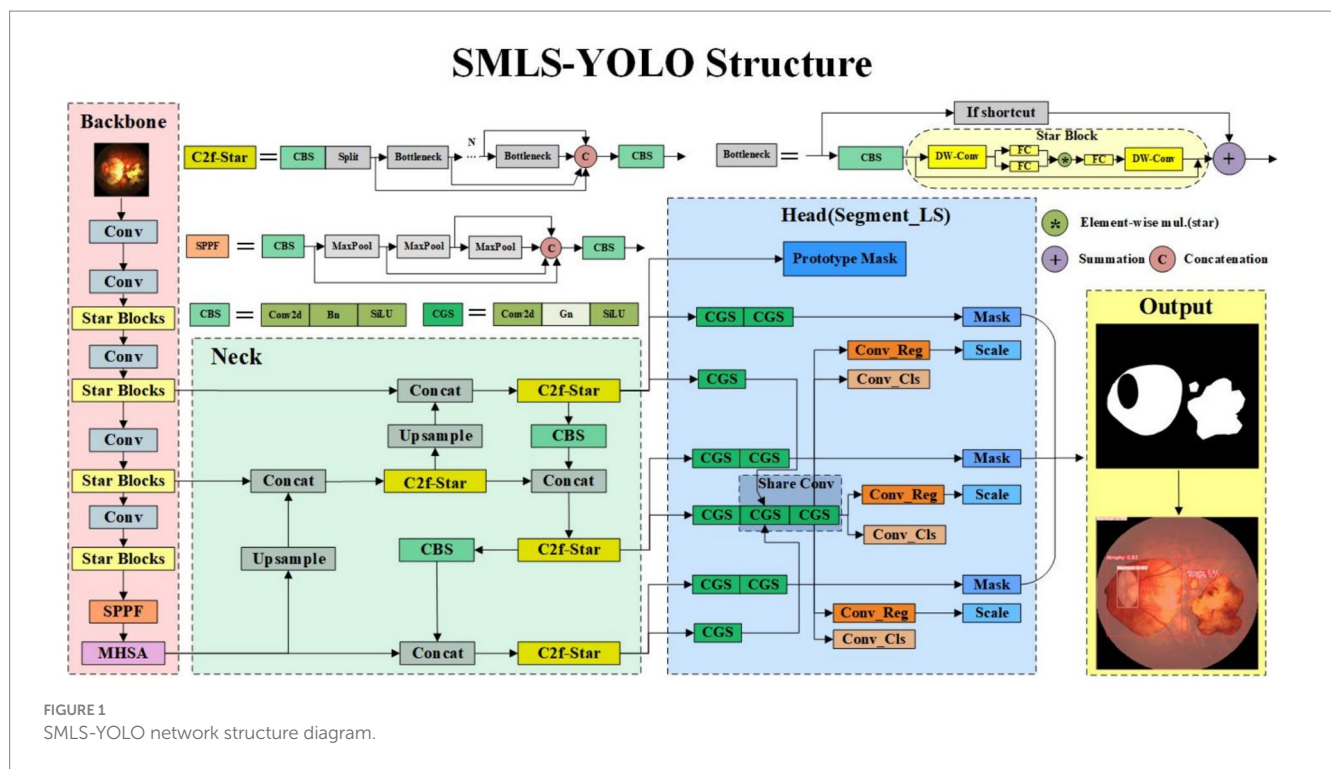 SMLS-YOLO Structure
Backbone
Conv
Conv
Star Blocks
Conv
Star Blocks
Conv
Star Blocks
Conv
Star Blocks
SPPF
MHSA
C2f-Star = CBS Split Bottleneck ... N Bottleneck C CBS
Bottleneck = CBS
If shortcut
Star Block
DW-Conv FC FC * FC DW-Conv +
SPPF = CBS MaxPool MaxPool MaxPool C CBS
CBS = Conv2d Bn SiLU
CGS = Conv2d Gn SiLU
* Element-wise mul.(star)
+ Summation
C Concatenation
Neck
Concat
C2f-Star
Upsample
CBS
Concat
C2f-Star
Concat
CBS
C2f-Star
Upsample
Concat
C2f-Star
Head(Segment_LS)
Prototype Mask
CGS CGS
Mask
Conv_Reg
Scale
CGS
Conv_Cls
CGS CGS
Mask
Share Conv
CGS CGS CGS
Conv_Reg
Scale
Conv_Cls
CGS CGS
Mask
Conv_Reg
Scale
CGS
Conv_Cls
Output
Atrophy 0.93
FIGURE 1
SMLS-YOLO network structure diagram.